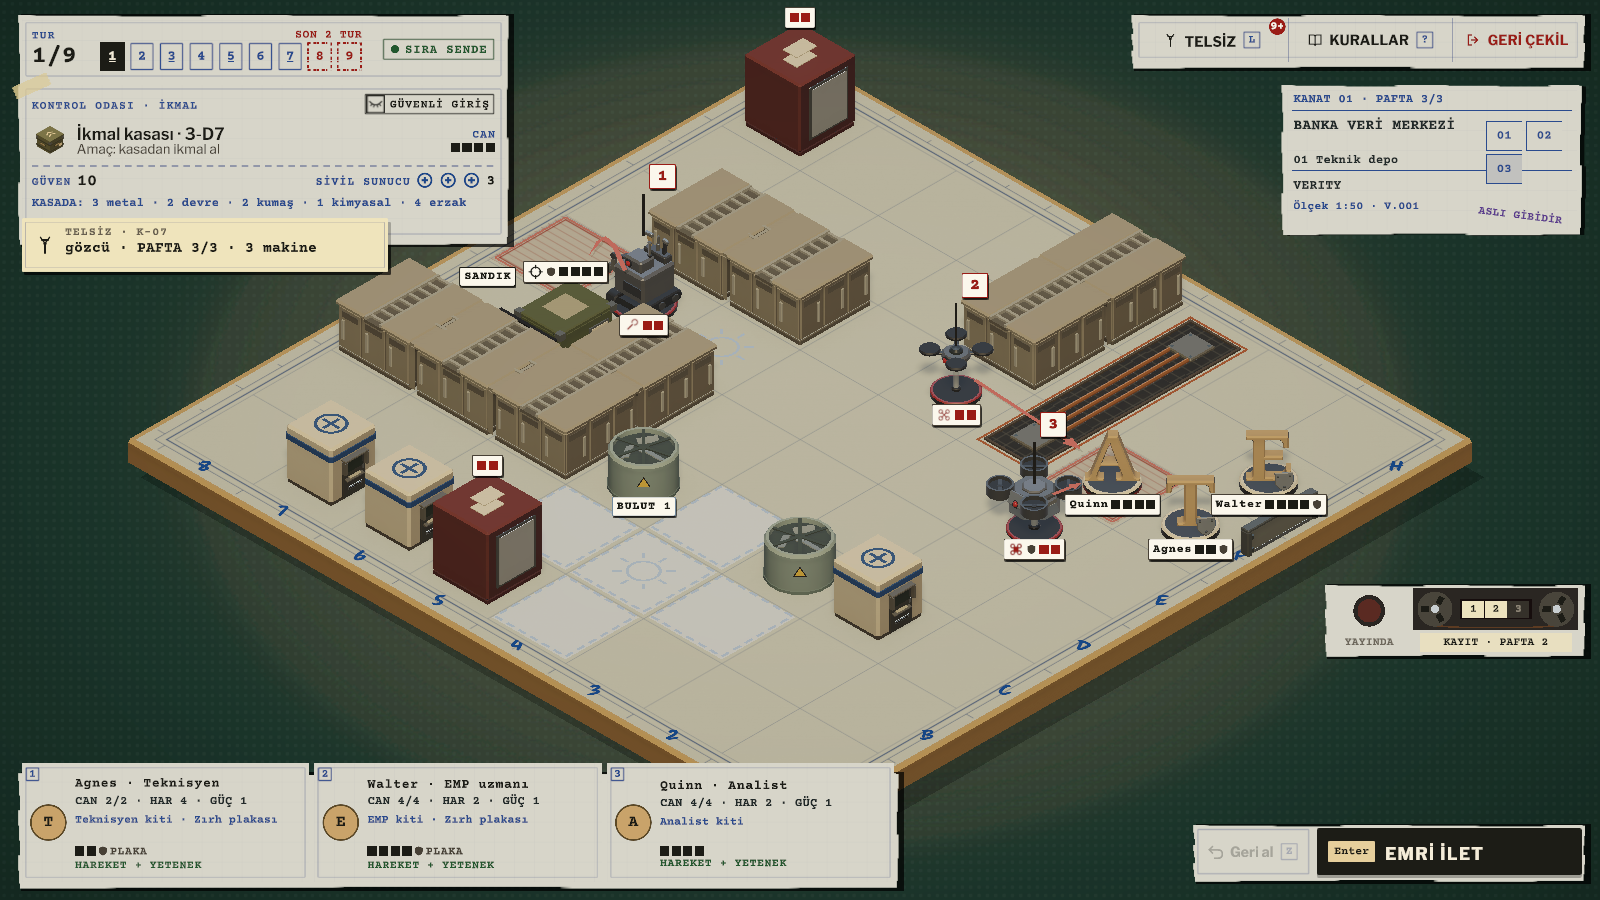 TUR
1/9
1 2 3 4 5 6 7 8 9
SON 2 TUR
SIRA SENDE
KONTROL ODASI · İKMAL
GÜVENLİ GİRİŞ
İkmal kasası · 3-D7
Amaç: kasadan ikmal al
CAN
GÜVEN 10
SİVİL SUNUCU 3
KASADA: 3 metal · 2 devre · 2 kumaş · 1 kimyasal · 4 erzak
TELSİZ · K-07
gözcü · PAFTA 3/3 · 3 makine
TELSİZ L
9+
KURALLAR ?
GERİ ÇEKİL
KANAT 01 · PAFTA 3/3
BANKA VERİ MERKEZİ
01 02
01 Teknik depo
03
VERITY
Ölçek 1:50 · V.001
ASLI GİBİDİR
1
SANDIK
2
3
A
E
T
Quinn
Walter
Agnes
BULUT 1
8
7
6
5
4
3
2
B
C
D
E
F
H
1 2 3
YAYINDA
KAYIT · PAFTA 2
1
Agnes · Teknisyen
CAN 2/2 · HAR 4 · GÜÇ 1
T
Teknisyen kiti · Zırh plakası
PLAKA
HAREKET + YETENEK
2
Walter · EMP uzmanı
CAN 4/4 · HAR 2 · GÜÇ 1
E
EMP kiti · Zırh plakası
PLAKA
HAREKET + YETENEK
3
Quinn · Analist
CAN 4/4 · HAR 2 · GÜÇ 1
A
Analist kiti
HAREKET + YETENEK
Geri al Z
Enter EMRİ İLET